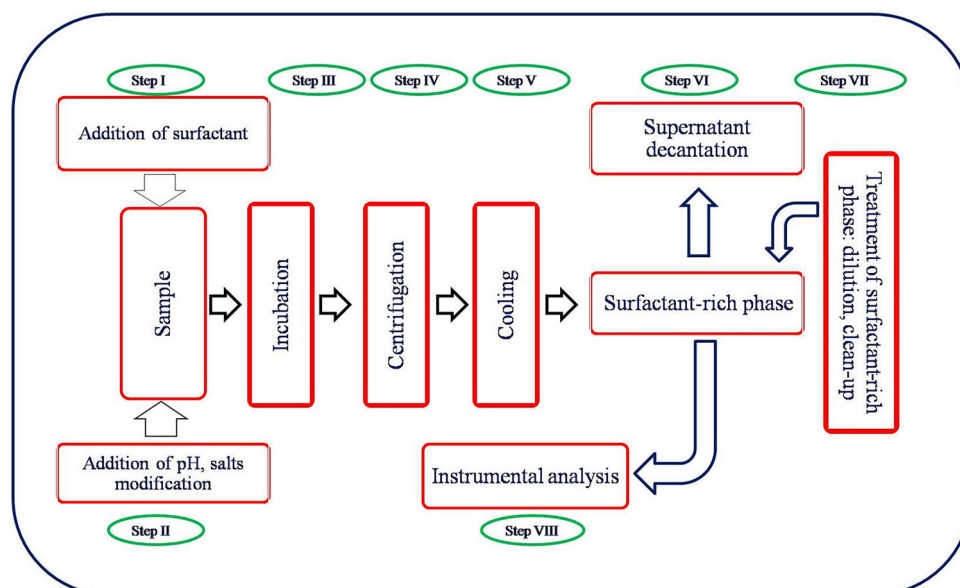 Step I
Step III
Step IV
Step V
Step VI
Step VII
Addition of surfactant
Supernatant
decantation
Treatment of surfactant-rich
phase: dilution, clean-up
Sample
Incubation
Centrifugation
Cooling
Surfactant-rich phase
Addition of pH, salts
modification
Instrumental analysis
Step II
Step VIII